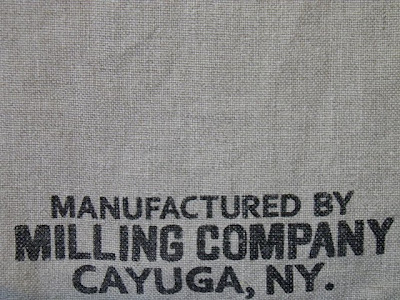 MANUFACTURED BY
MILLING COMPANY
CAYUGA, NY.